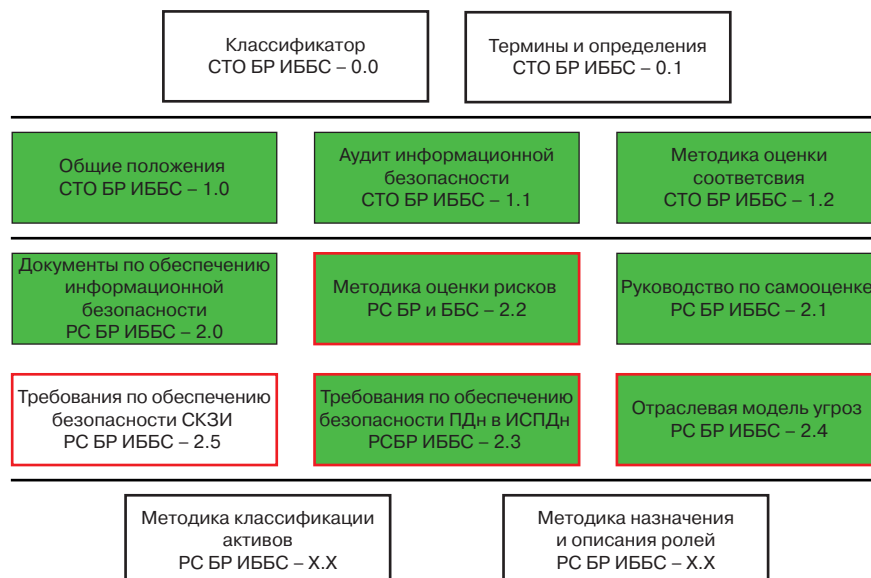 Классификатор
СТО БР ИББС – 0.0
Термины и определения
СТО БР ИББС – 0.1
Общие положения
СТО БР ИББС – 1.0
Аудит информационной
безопасности
СТО БР ИББС – 1.1
Методика оценки
соответсвия
СТО БР ИББС – 1.2
Документы по обеспечению
информационной
безопасности
РС БР ИББС – 2.0
Методика оценки рисков
РС БР и ББС – 2.2
Руководство по самооценке
РС БР ИББС – 2.1
Требования по обеспечению
безопасности СКЗИ
РС БР ИББС – 2.5
Требования по обеспечению
безопасности ПДн в ИСПДн
РСБР ИББС – 2.3
Отраслевая модель угроз
РС БР ИББС – 2.4
Методика классификации
активов
РС БР ИББС – Х.Х
Методика назначения
и описания ролей
РС БР ИББС – Х.Х